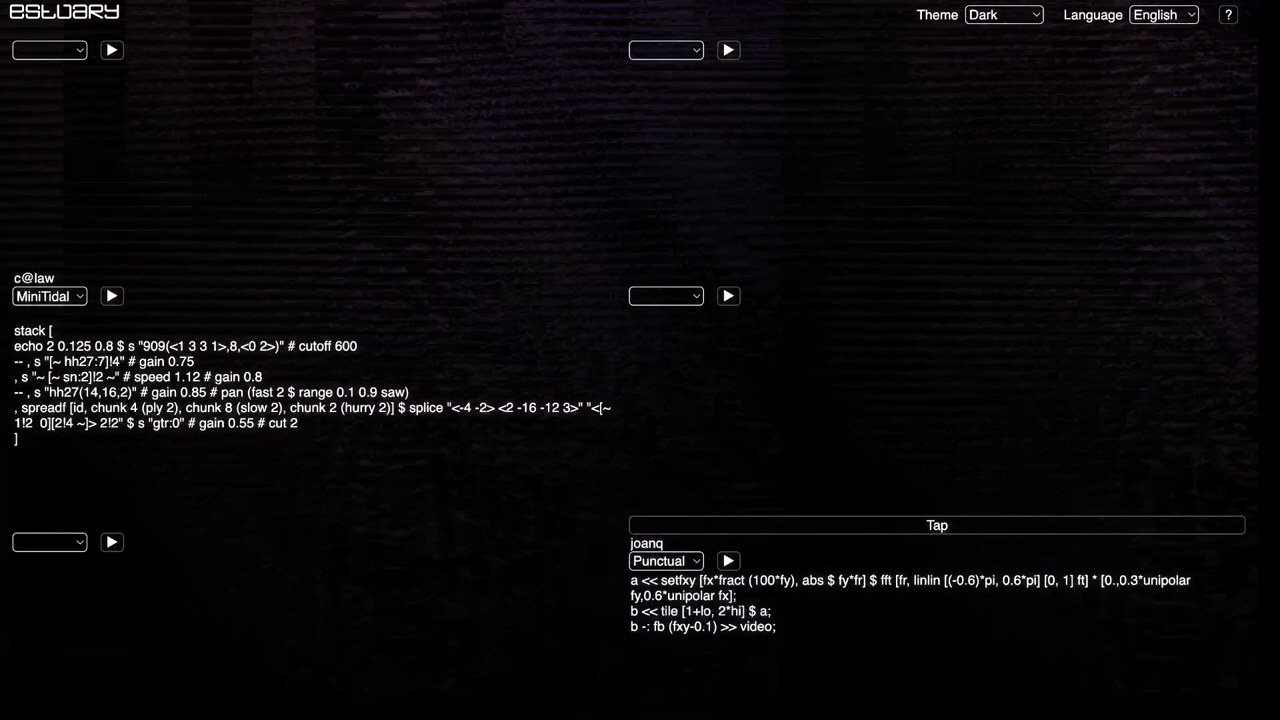 estuary
Theme Dark Language English ?
c@law
MiniTidal
stack [
echo 2 0.125 0.8 $ s "909(<1 3 3 1>,8,<0 2>)" # cutoff 600
-- , s "[~ hh27:7]!4" # gain 0.75
, s "~ [~ sn:2]!2 ~" # speed 1.12 # gain 0.8
-- , s "hh27(14,16,2)" # gain 0.85 # pan (fast 2 $ range 0.1 0.9 saw)
, spreadf [id, chunk 4 (ply 2), chunk 8 (slow 2), chunk 2 (hurry 2)] $ splice "<-4 -2> <2 -16 -12 3>" "<[~
1!2  0][2!4 ~]> 2!2" $ s "gtr:0" # gain 0.55 # cut 2
]
Tap
joanq
Punctual
a << setfxy [fx*fract (100*fy), abs $ fy*fr] $ fft [fr, linlin [(-0.6)*pi, 0.6*pi] [0, 1] ft] * [0.,0.3*unipolar
fy,0.6*unipolar fx];
b << tile [1+lo, 2*hi] $ a;
b -: fb (fxy-0.1) >> video;